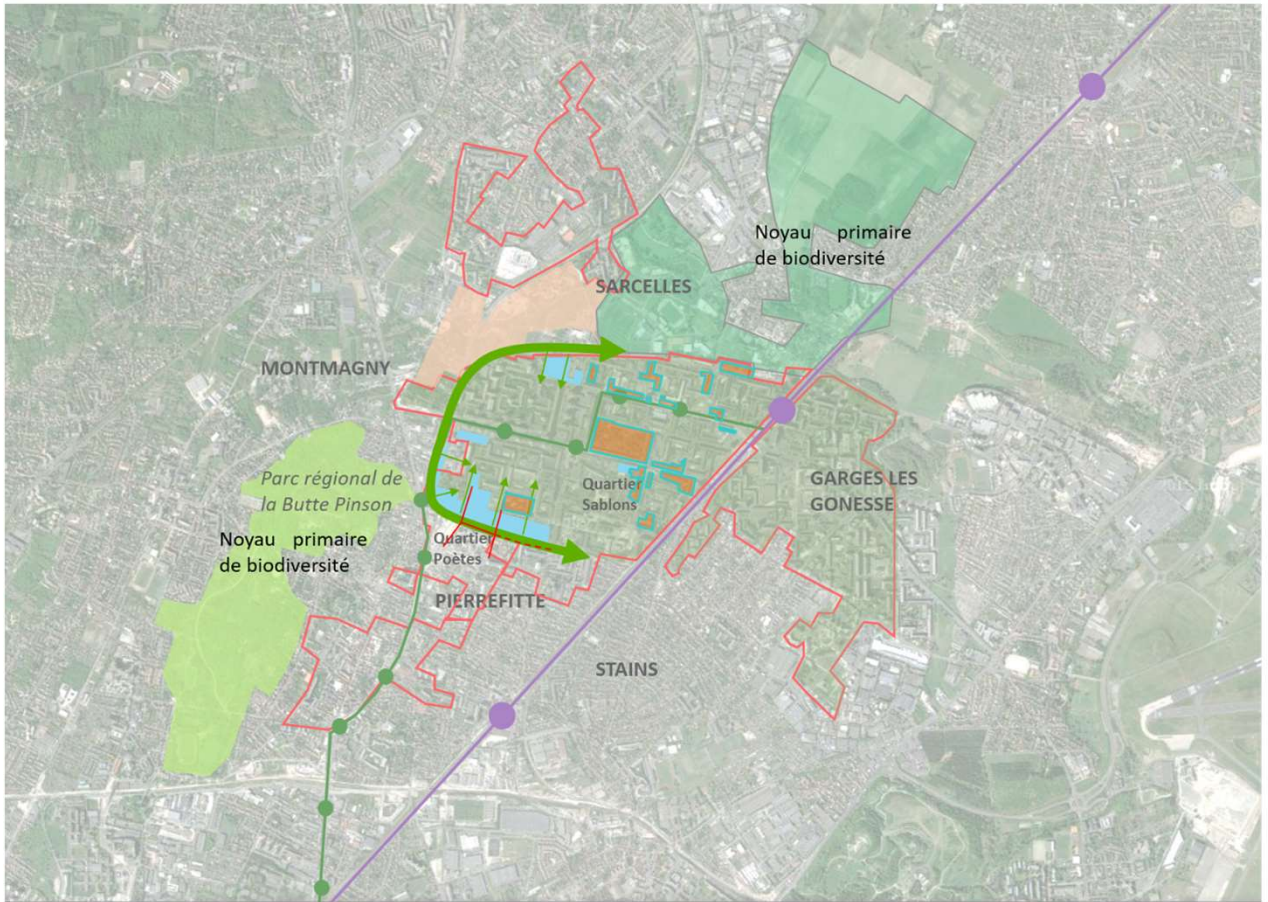 Noyau primaire
de biodiversité
SARCELLES
MONTMAGNY
Parc régional de
la Butte Pinson
Quartier
Sablons
GARGES LES
GONESSE
Noyau primaire
de biodiversité
Quartier
Poètes
PIERREFITTE
STAINS